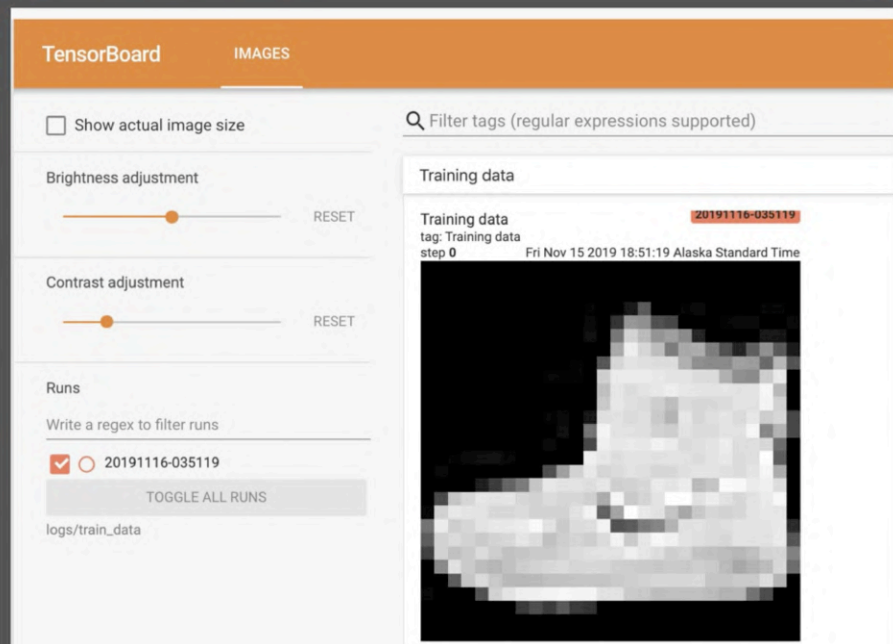 TensorBoard
IMAGES
Show actual image size
Brightness adjustment
RESET
Contrast adjustment
RESET
Runs
Write a regex to filter runs
20191116-035119
TOGGLE ALL RUNS
logs/train_data
Filter tags (regular expressions supported)
Training data
Training data
20191116-035119
tag: Training data
step 0
Fri Nov 15 2019 18:51:19 Alaska Standard Time